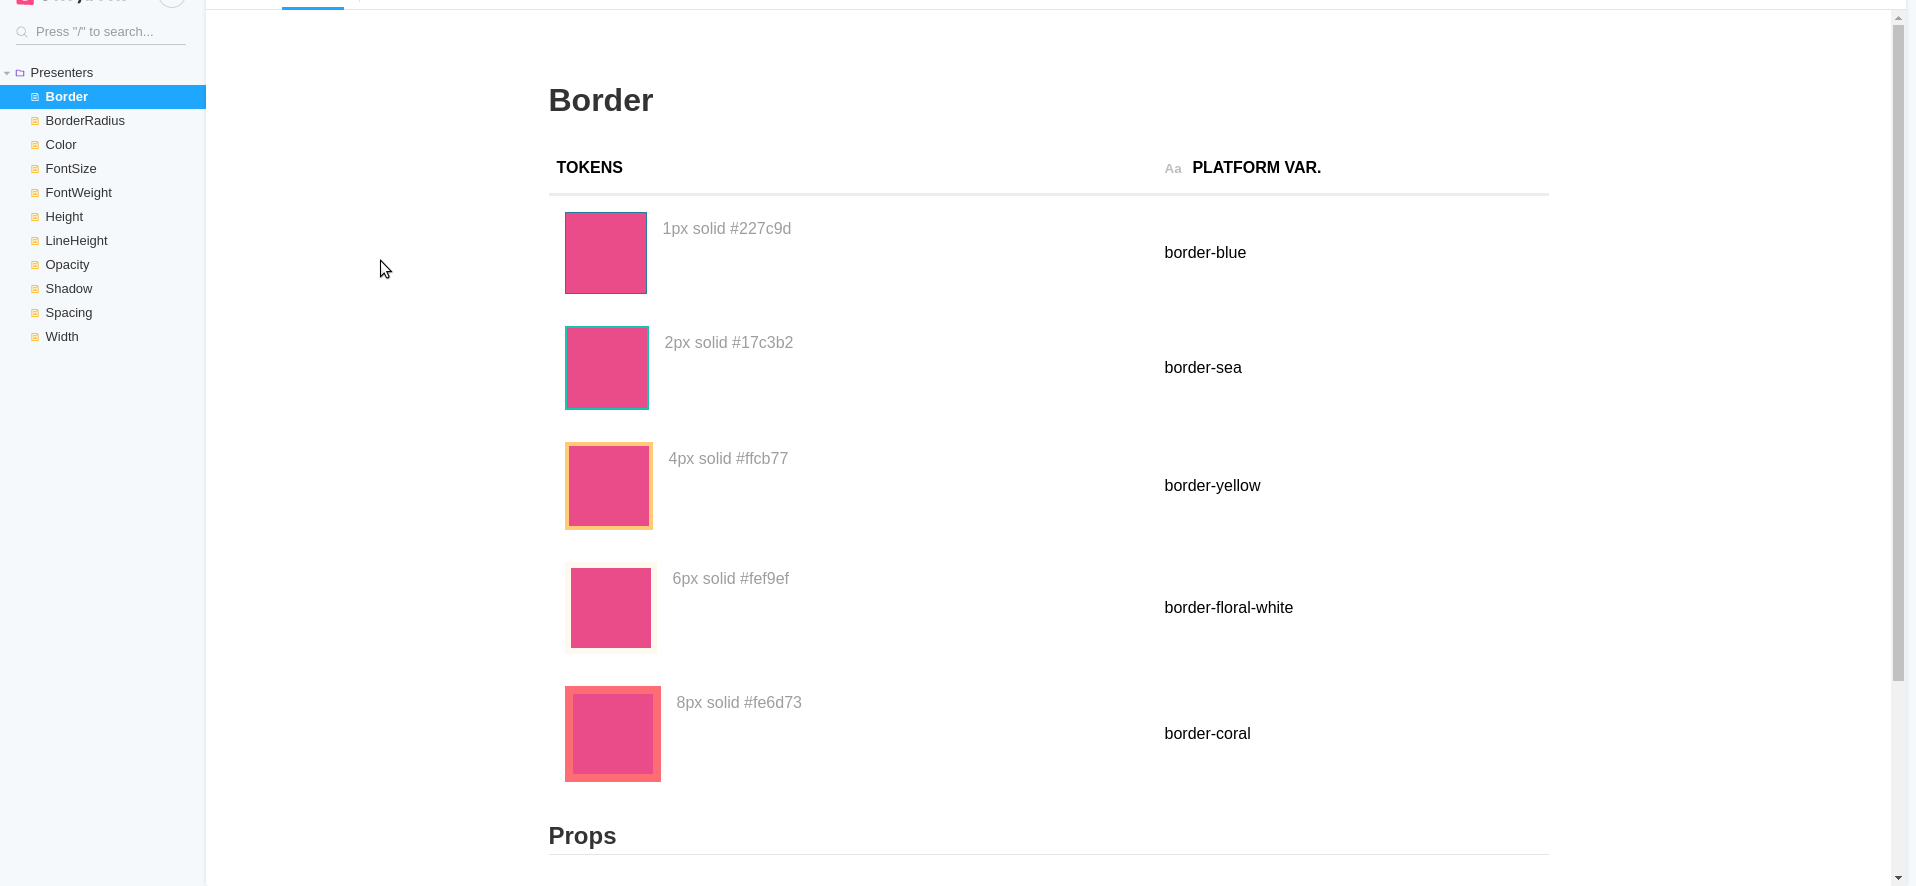 Press "/" to search...
Presenters
Border
BorderRadius
Color
FontSize
FontWeight
Height
LineHeight
Opacity
Shadow
Spacing
Width
Border
TOKENS
Aa PLATFORM VAR.
1px solid #227c9d
border-blue
2px solid #17c3b2
border-sea
4px solid #ffcb77
border-yellow
6px solid #fef9ef
border-floral-white
8px solid #fe6d73
border-coral
Props